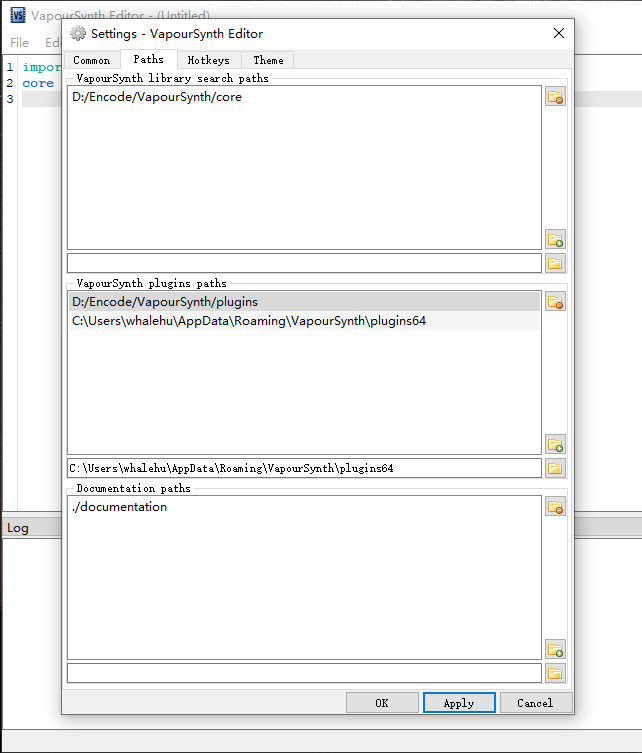 VS VapourSynth Editor - (Untitled)
Settings - VapourSynth Editor
File
Common Paths Hotkeys Theme
1
2 core
3
VapourSynth library search paths
D:/Encode/VapourSynth/core
VapourSynth plugins paths
D:/Encode/VapourSynth/plugins
C:\Users\whalehu\AppData\Roaming\VapourSynth\plugins64
C:\Users\whalehu\AppData\Roaming\VapourSynth\plugins64
Documentation paths
./documentation
Log
OK Apply Cancel